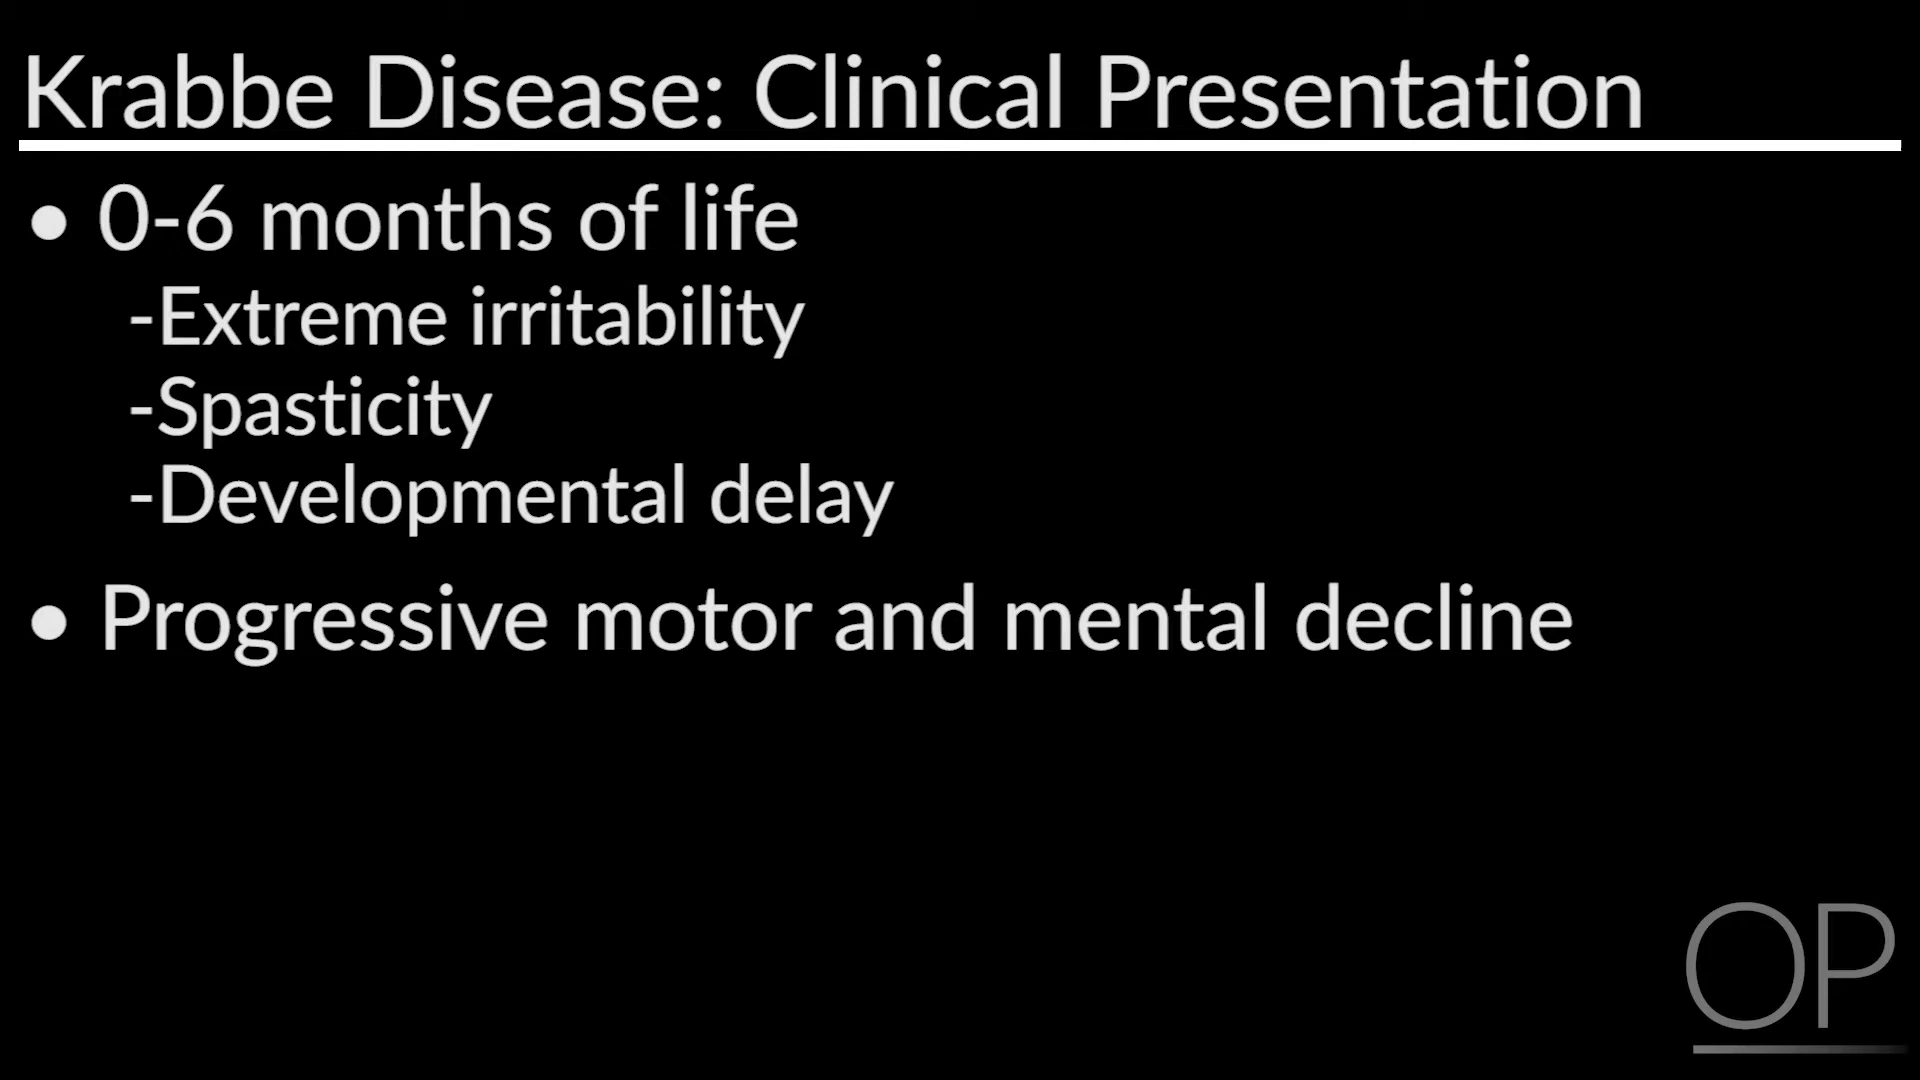 Krabbe Disease: Clinical Presentation
• 0-6 months of life
-Extreme irritability
-Spasticity
-Developmental delay
• Progressive motor and mental decline
OP